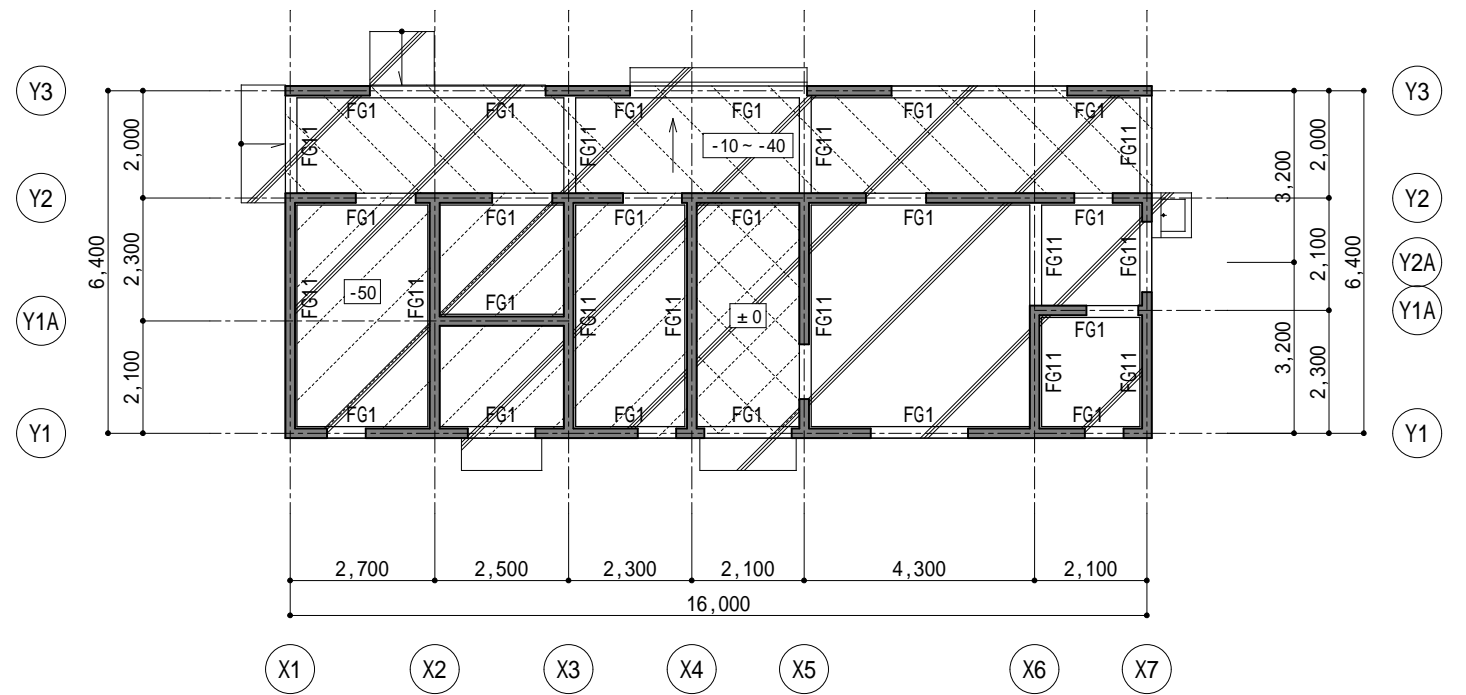 Y3
Y3
FG1
FG1
FG1
FG1
FG1
FG1
2,000
FG11
FG11
-10~-40
FG11
FG11
2,000
3,200
Y2
Y2
FG1
FG1
FG1
FG1
FG1
FG1
6,400
2,300
FG11
FG11
2,100
6,400
Y2A
-50
FG11
FG11
FG1
FG11
FG11
±0
FG11
Y1A
Y1A
FG1
3,200
2,300
2,100
FG11
FG11
FG1
FG1
FG1
FG1
FG1
FG1
Y1
Y1
2,700
2,500
2,300
2,100
4,300
2,100
16,000
X1
X2
X3
X4
X5
X6
X7